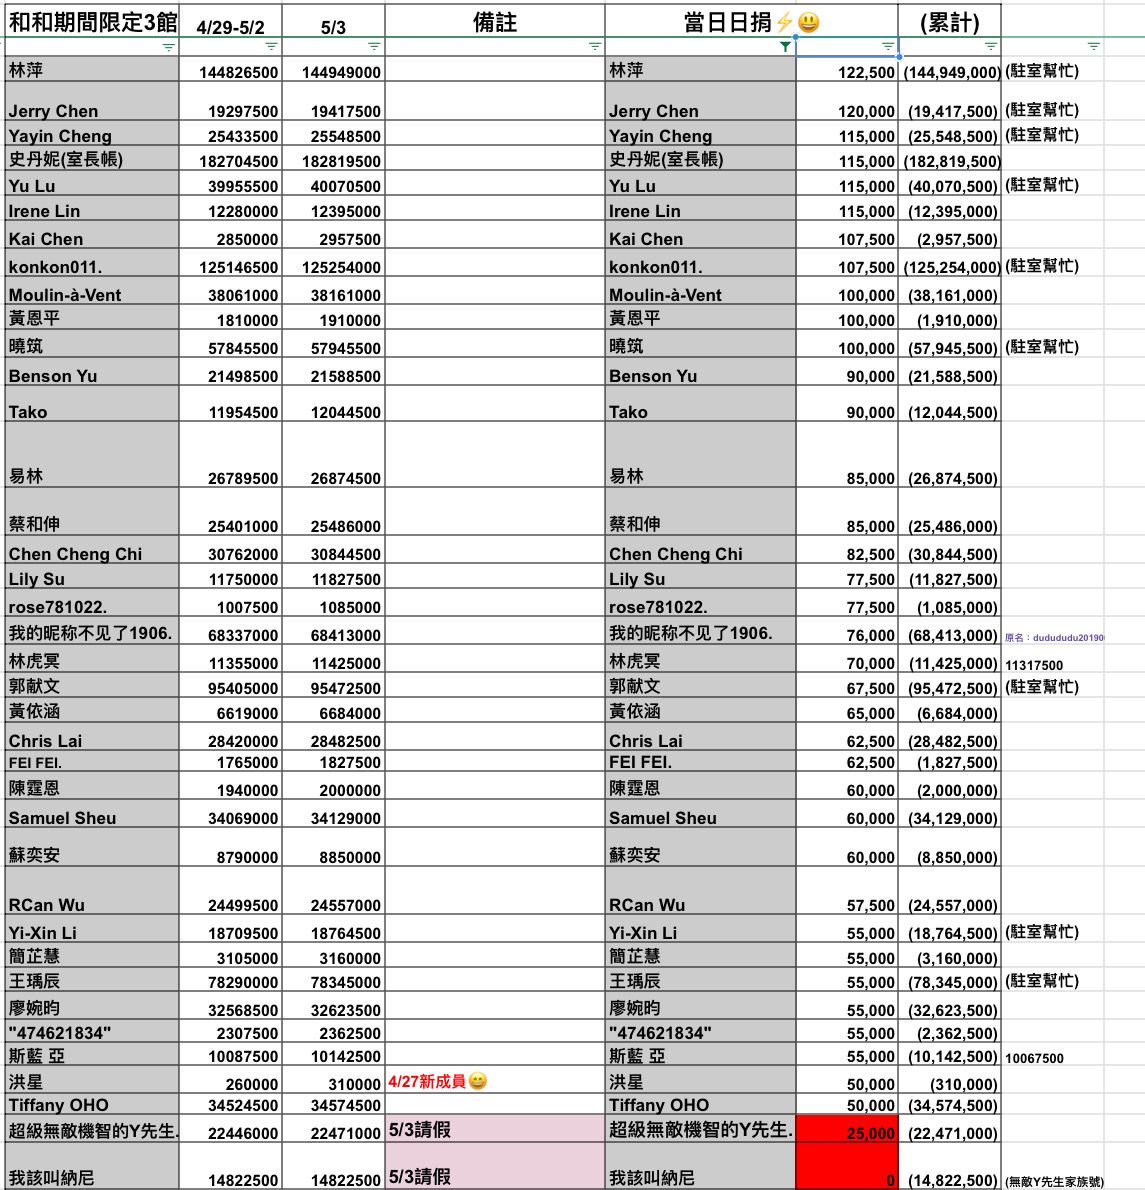 和和期間限定3館 4/29-5/2 5/3 備註 當日日捐⚡😃 (累計)
林萍 144826500 144949000 林萍 122,500 (144,949,000) (駐室幫忙)
Jerry Chen 19297500 19417500 Jerry Chen 120,000 (19,417,500) (駐室幫忙)
Yayin Cheng 25433500 25548500 Yayin Cheng 115,000 (25,548,500) (駐室幫忙)
史丹妮(室長帳) 182704500 182819500 史丹妮(室長帳) 115,000 (182,819,500)
Yu Lu 39955500 40070500 Yu Lu 115,000 (40,070,500) (駐室幫忙)
Irene Lin 12280000 12395000 Irene Lin 115,000 (12,395,000)
Kai Chen 2850000 2957500 Kai Chen 107,500 (2,957,500)
konkon011. 125146500 125254000 konkon011. 107,500 (125,254,000) (駐室幫忙)
Moulin-à-Vent 38061000 38161000 Moulin-à-Vent 100,000 (38,161,000)
黃恩平 1810000 1910000 黃恩平 100,000 (1,910,000)
曉筑 57845500 57945500 曉筑 100,000 (57,945,500) (駐室幫忙)
Benson Yu 21498500 21588500 Benson Yu 90,000 (21,588,500)
Tako 11954500 12044500 Tako 90,000 (12,044,500)
易林 26789500 26874500 易林 85,000 (26,874,500)
蔡和伸 25401000 25486000 蔡和伸 85,000 (25,486,000)
Chen Cheng Chi 30762000 30844500 Chen Cheng Chi 82,500 (30,844,500)
Lily Su 11750000 11827500 Lily Su 77,500 (11,827,500)
rose781022. 1007500 1085000 rose781022. 77,500 (1,085,000)
我的昵称不见了1906. 68337000 68413000 我的昵称不见了1906. 76,000 (68,413,000) 原名：dudududu20190
林虎冥 11355000 11425000 林虎冥 70,000 (11,425,000) 11317500
郭献文 95405000 95472500 郭献文 67,500 (95,472,500) (駐室幫忙)
黃依涵 6619000 6684000 黃依涵 65,000 (6,684,000)
Chris Lai 28420000 28482500 Chris Lai 62,500 (28,482,500)
FEI FEI. 1765000 1827500 FEI FEI. 62,500 (1,827,500)
陳霆恩 1940000 2000000 陳霆恩 60,000 (2,000,000)
Samuel Sheu 34069000 34129000 Samuel Sheu 60,000 (34,129,000)
蘇奕安 8790000 8850000 蘇奕安 60,000 (8,850,000)
RCan Wu 24499500 24557000 RCan Wu 57,500 (24,557,000)
Yi-Xin Li 18709500 18764500 Yi-Xin Li 55,000 (18,764,500) (駐室幫忙)
簡芷慧 3105000 3160000 簡芷慧 55,000 (3,160,000)
王瑀辰 78290000 78345000 王瑀辰 55,000 (78,345,000) (駐室幫忙)
廖婉昀 32568500 32623500 廖婉昀 55,000 (32,623,500)
"474621834" 2307500 2362500 "474621834" 55,000 (2,362,500)
斯藍 亞 10087500 10142500 斯藍 亞 55,000 (10,142,500) 10067500
洪星 260000 310000 4/27新成員😄 洪星 50,000 (310,000)
Tiffany OHO 34524500 34574500 Tiffany OHO 50,000 (34,574,500)
超級無敵機智的Y先生. 22446000 22471000 5/3請假 超級無敵機智的Y先生. 25,000 (22,471,000)
我該叫納尼 14822500 14822500 5/3請假 我該叫納尼 0 (14,822,500) (無敵Y先生家族號)